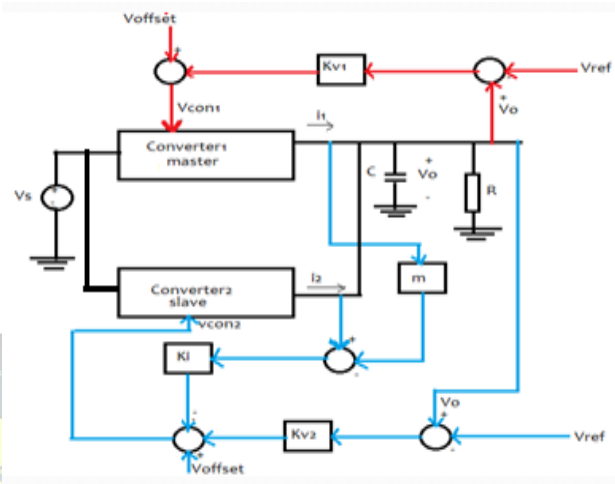 Voffset
+
Kv1
-
Vref
+
Vo
Vcon1
i1
Converter1
master
C
+
Vo
-
R
Vs
+
-
m
Converter2
slave
i2
vcon2
KI
+
-
Vo
+
-
Kv2
-
Vref
+
Voffset